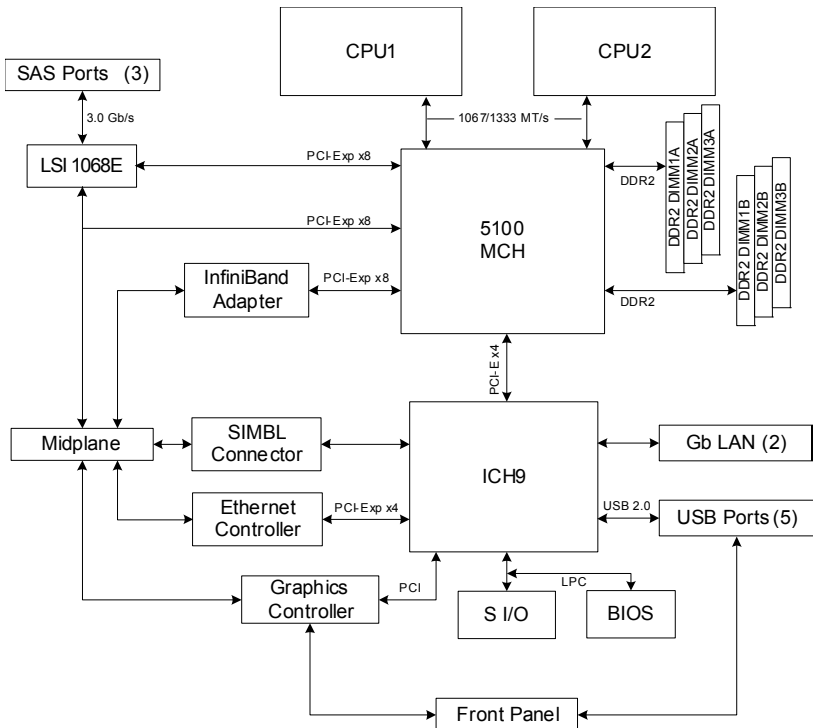 CPU1
CPU2
SAS Ports (3)
3.0 Gb/s
1067/1333 MT/s
LSI 1068E
PCI-Exp x8
DDR2
DDR2 DIMM1A
DDR2 DIMM2A
DDR2 DIMM3A
PCI-Exp x8
5100
MCH
DDR2 DIMM1B
DDR2 DIMM2B
DDR2 DIMM3B
InfiniBand
Adapter
PCI-Exp x8
DDR2
PCI-E x4
Midplane
SIMBL
Connector
ICH9
Gb LAN (2)
Ethernet
Controller
PCI-Exp x4
USB 2.0
USB Ports (5)
Graphics
Controller
PCI
LPC
S I/O
BIOS
Front Panel